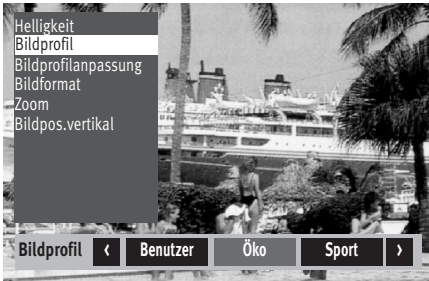 Helligkeit
Bildprofil
Bildprofilanpassung
Bildformat
Zoom
Bildpos.vertikal
Bildprofil ‹ Benutzer Öko Sport ›